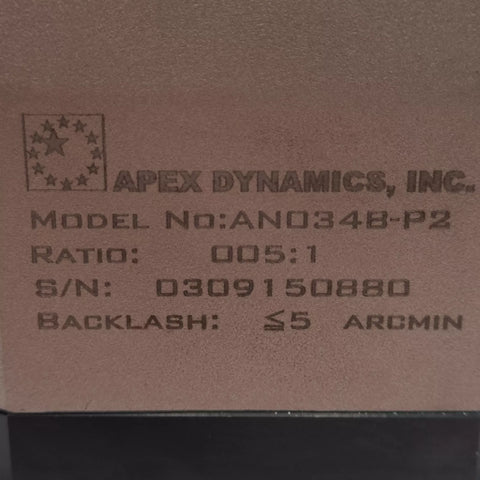 APEX DYNAMICS, INC.
MODEL NO:AN034B-P2
RATIO: 005:1
S/N: 0309150880
BACKLASH: ≤5 ARCMIN